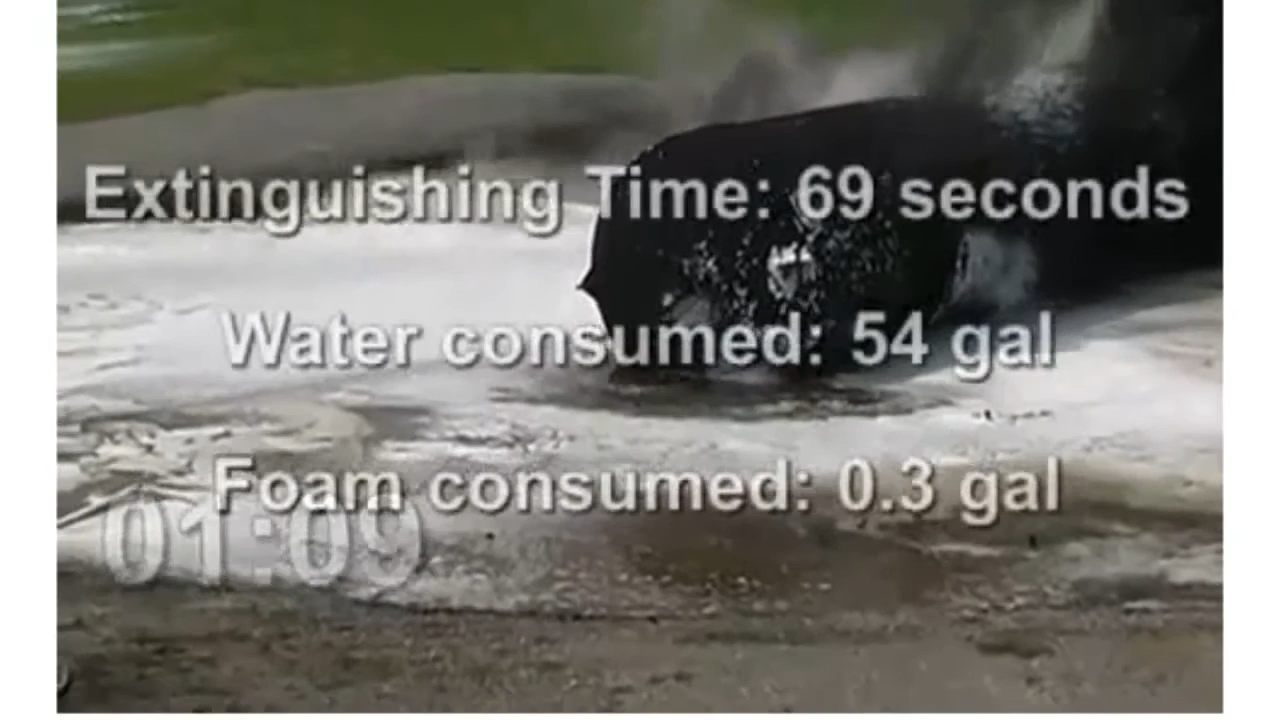 Extinguishing Time: 69 seconds
Water consumed: 54 gal
Foam consumed: 0.3 gal
01:09